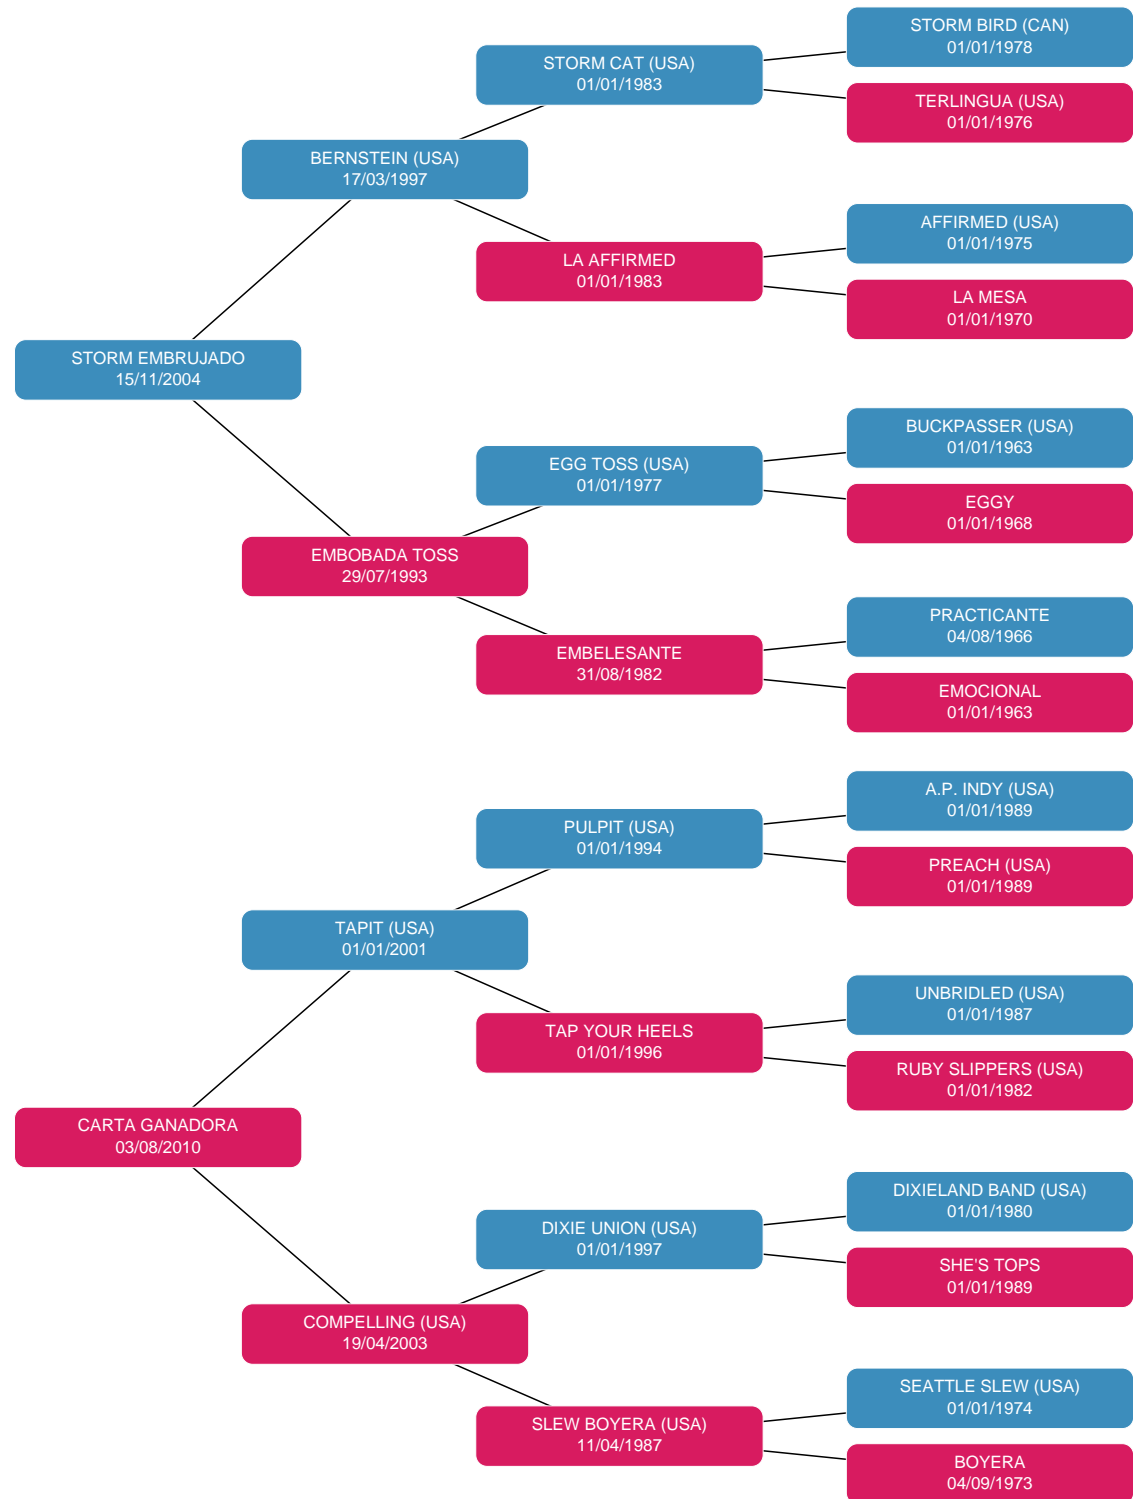 STORM BIRD (CAN)
01/01/1978
STORM CAT (USA)
01/01/1983
TERLINGUA (USA)
01/01/1976
BERNSTEIN (USA)
17/03/1997
AFFIRMED (USA)
01/01/1975
LA AFFIRMED
01/01/1983
LA MESA
01/01/1970
STORM EMBRUJADO
15/11/2004
BUCKPASSER (USA)
01/01/1963
EGG TOSS (USA)
01/01/1977
EGGY
01/01/1968
EMBOBADA TOSS
29/07/1993
PRACTICANTE
04/08/1966
EMBELESANTE
31/08/1982
EMOCIONAL
01/01/1963
A.P. INDY (USA)
01/01/1989
PULPIT (USA)
01/01/1994
PREACH (USA)
01/01/1989
TAPIT (USA)
01/01/2001
UNBRIDLED (USA)
01/01/1987
TAP YOUR HEELS
01/01/1996
RUBY SLIPPERS (USA)
01/01/1982
CARTA GANADORA
03/08/2010
DIXIELAND BAND (USA)
01/01/1980
DIXIE UNION (USA)
01/01/1997
SHE'S TOPS
01/01/1989
COMPELLING (USA)
19/04/2003
SEATTLE SLEW (USA)
01/01/1974
SLEW BOYERA (USA)
11/04/1987
BOYERA
04/09/1973